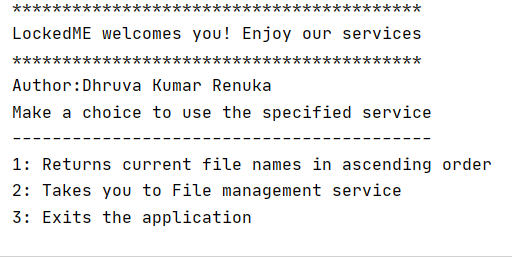 *****************************************
LockedME welcomes you! Enjoy our services
*****************************************
Author:Dhruva Kumar Renuka
Make a choice to use the specified service
------------------------------------------
1: Returns current file names in ascending order
2: Takes you to File management service
3: Exits the application